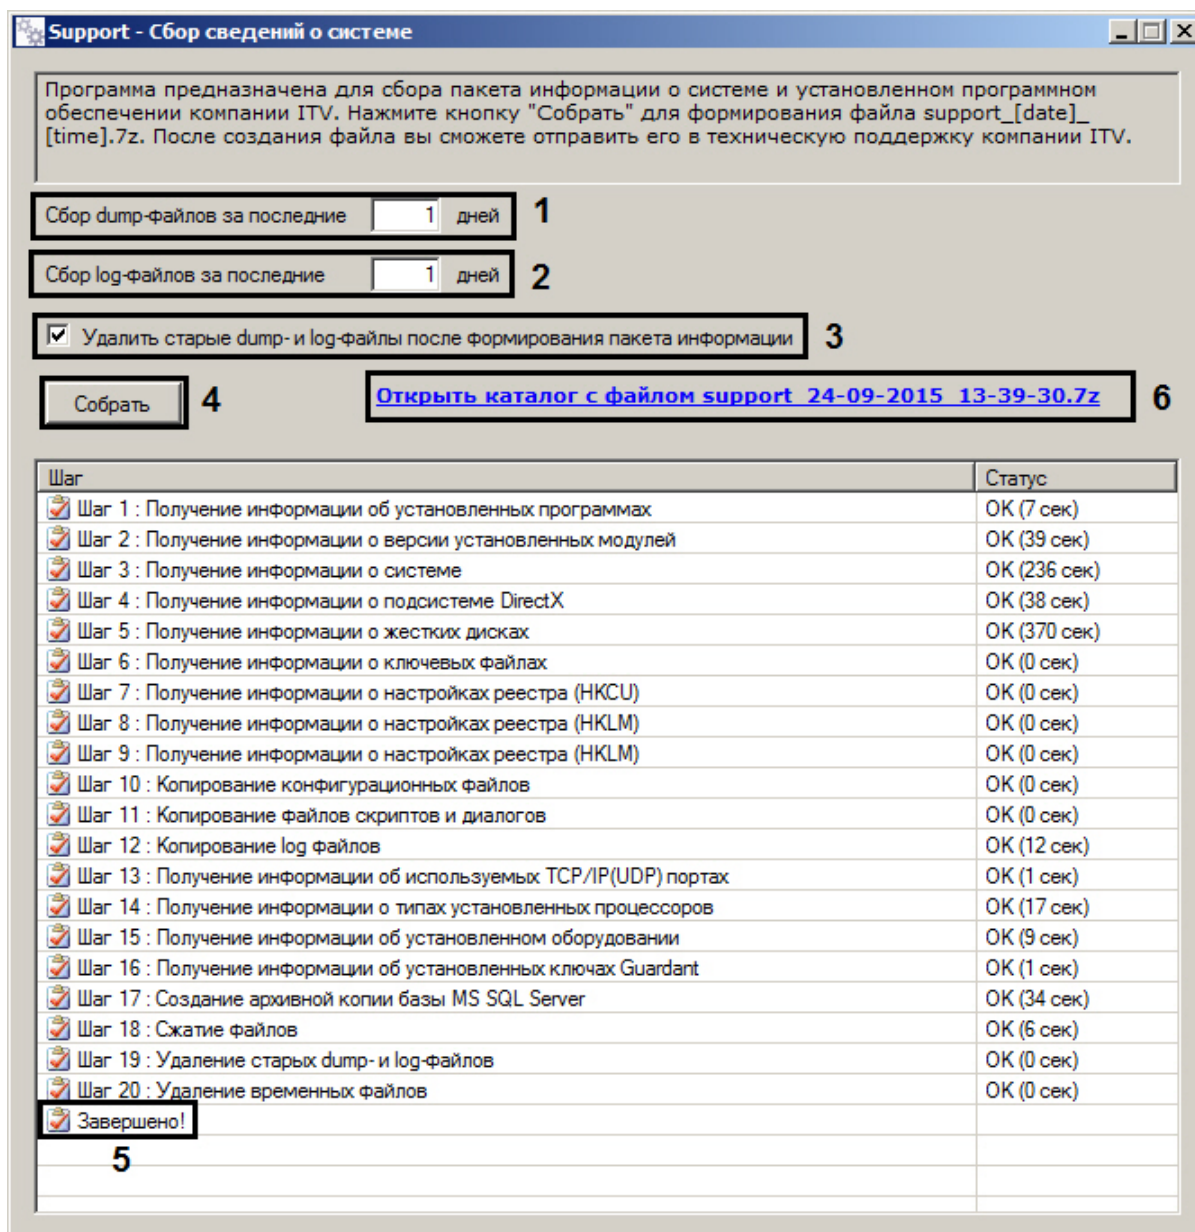 Support - Сбор сведений о системе
Программа предназначена для сбора пакета информации о системе и установленном программном
обеспечении компании ITV. Нажмите кнопку "Собрать" для формирования файла support_[date]_
[time].7z. После создания файла вы сможете отправить его в техническую поддержку компании ITV.
Сбор dump-файлов за последние 1 дней 1
Сбор log-файлов за последние 1 дней 2
Удалить старые dump- и log-файлы после формирования пакета информации 3
Собрать 4 Открыть каталог с файлом support_24-09-2015_13-39-30.7z 6
Шаг Статус
Шаг 1 : Получение информации об установленных программах OK (7 сек)
Шаг 2 : Получение информации о версии установленных модулей OK (39 сек)
Шаг 3 : Получение информации о системе OK (236 сек)
Шаг 4 : Получение информации о подсистеме DirectX OK (38 сек)
Шаг 5 : Получение информации о жестких дисках OK (370 сек)
Шаг 6 : Получение информации о ключевых файлах OK (0 сек)
Шаг 7 : Получение информации о настройках реестра (HKCU) OK (0 сек)
Шаг 8 : Получение информации о настройках реестра (HKLM) OK (0 сек)
Шаг 9 : Получение информации о настройках реестра (HKLM) OK (0 сек)
Шаг 10 : Копирование конфигурационных файлов OK (0 сек)
Шаг 11 : Копирование файлов скриптов и диалогов OK (0 сек)
Шаг 12 : Копирование log файлов OK (12 сек)
Шаг 13 : Получение информации об используемых TCP/IP(UDP) портах OK (1 сек)
Шаг 14 : Получение информации о типах установленных процессоров OK (17 сек)
Шаг 15 : Получение информации об установленном оборудовании OK (9 сек)
Шаг 16 : Получение информации об установленных ключах Guardant OK (1 сек)
Шаг 17 : Создание архивной копии базы MS SQL Server OK (34 сек)
Шаг 18 : Сжатие файлов OK (6 сек)
Шаг 19 : Удаление старых dump- и log-файлов OK (0 сек)
Шаг 20 : Удаление временных файлов OK (0 сек)
Завершено!
5